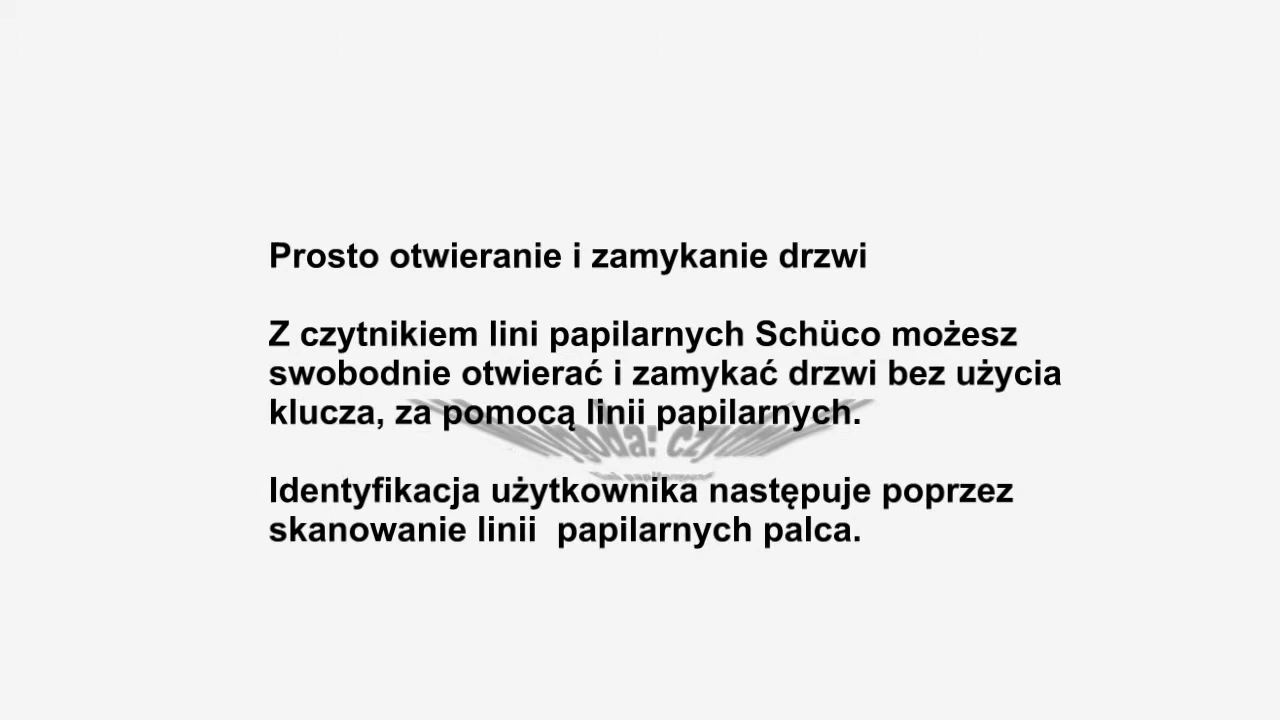 Prosto otwieranie i zamykanie drzwi
Z czytnikiem lini papilarnych Schüco możesz
swobodnie otwierać i zamykać drzwi bez użycia
klucza, za pomocą linii papilarnych.
Identyfikacja użytkownika następuje poprzez
skanowanie linii  papilarnych palca.